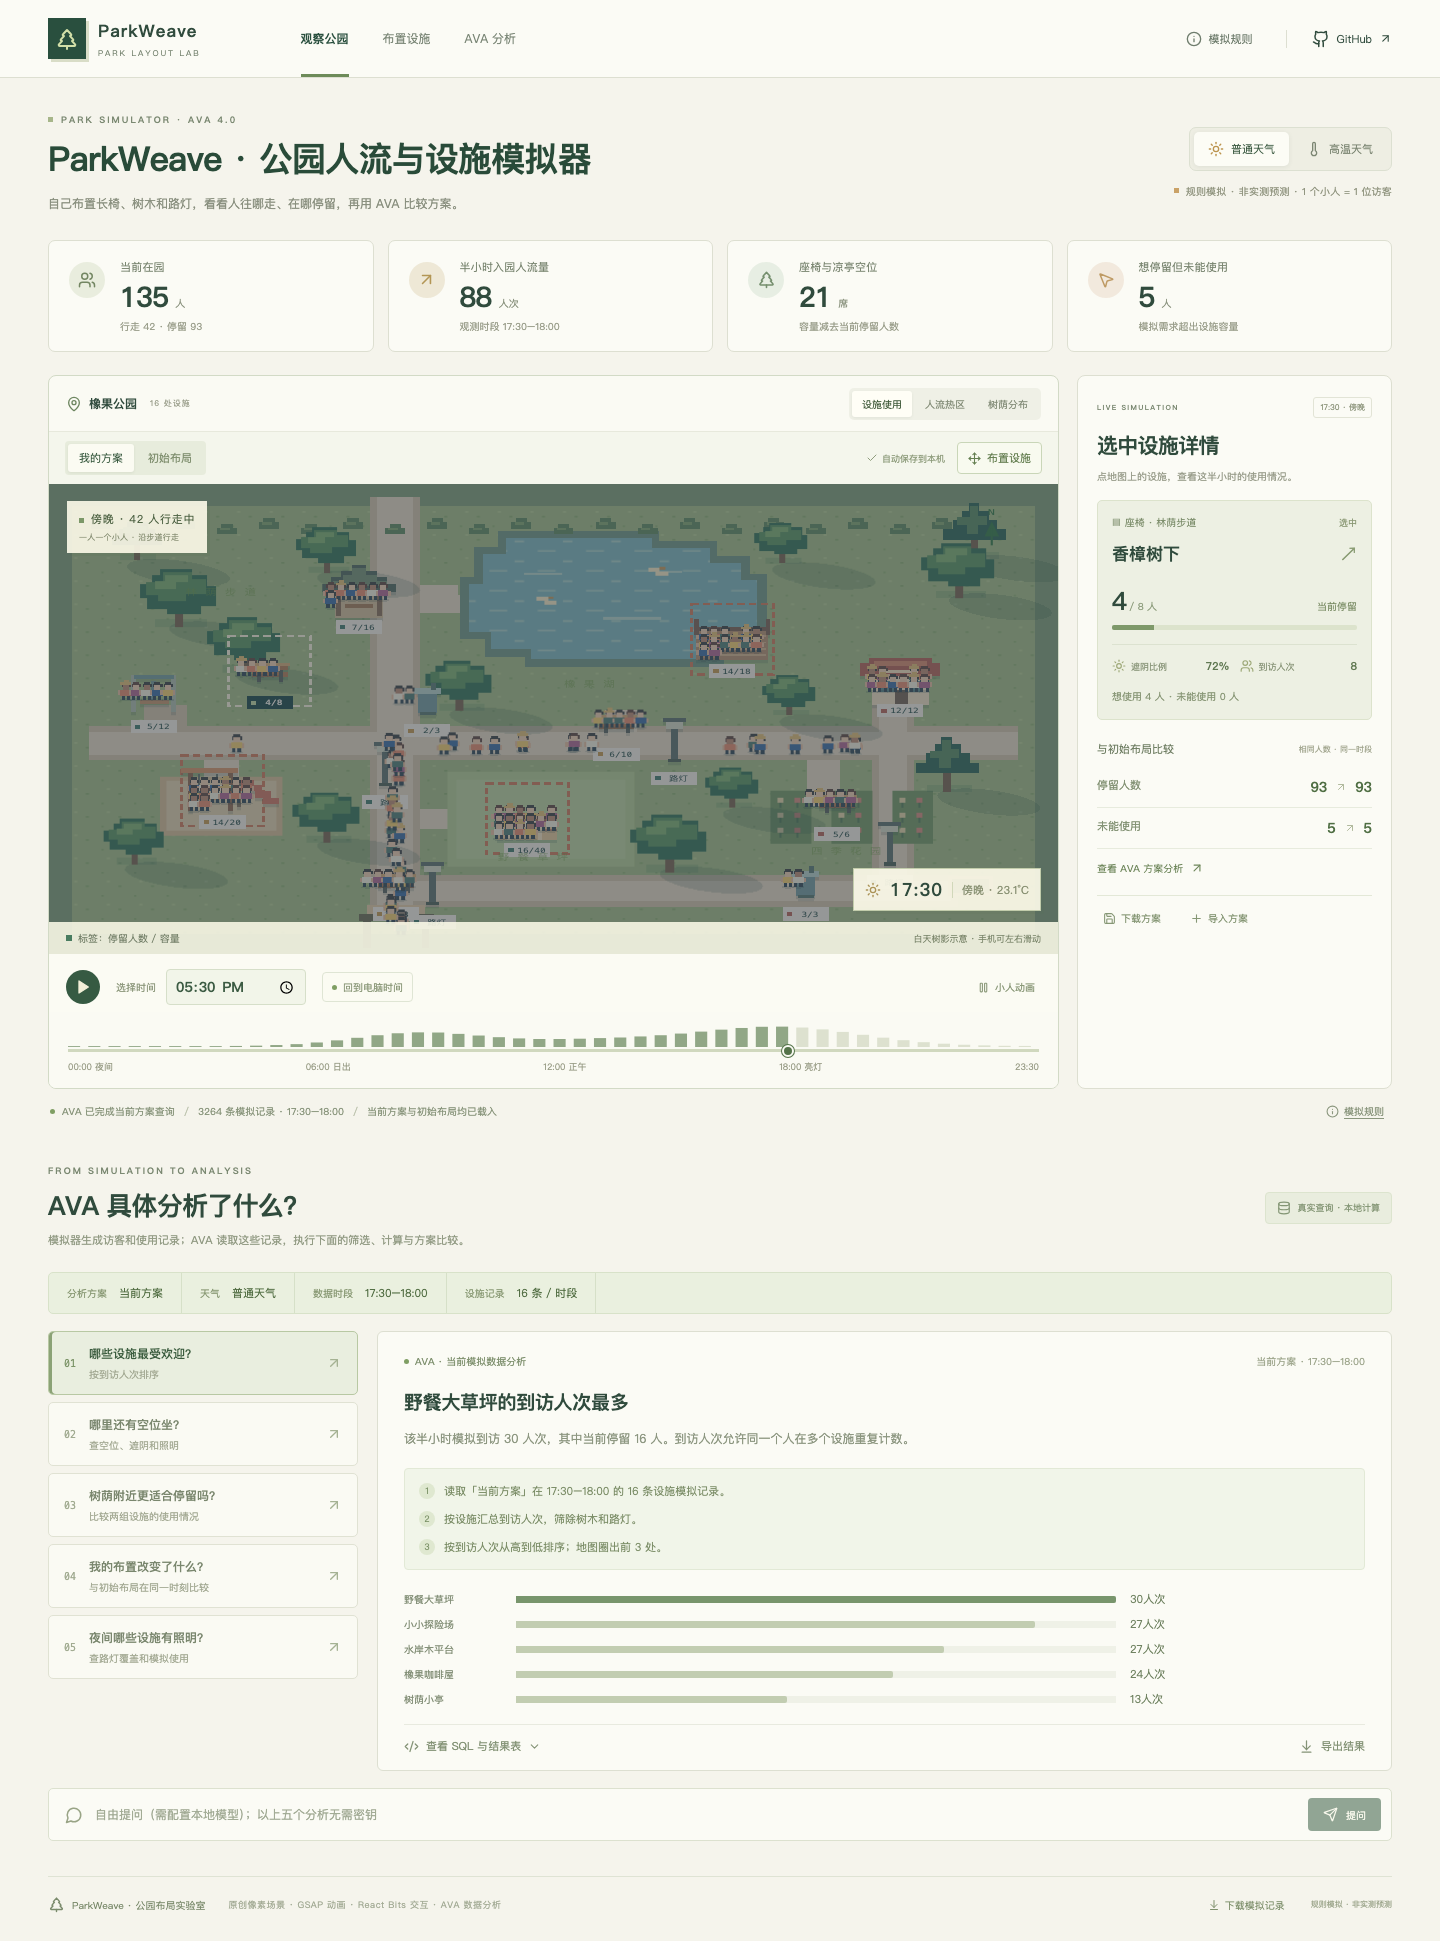 ParkWeave
PARK LAYOUT LAB
观察公园
布置设施
AVA 分析
模拟规则
GitHub
PARK SIMULATOR · AVA 4.0
ParkWeave · 公园人流与设施模拟器
自己布置长椅、树木和路灯，看看人往哪走、在哪停留，再用 AVA 比较方案。
普通天气
高温天气
规则模拟 · 非实测预测 · 1 个小人 = 1 位访客
当前在园
135 人
行走 42 · 停留 93
半小时入园人流量
88 人次
观测时段 17:30—18:00
座椅与凉亭空位
21 席
容量减去当前停留人数
想停留但未能使用
5 人
模拟需求超出设施容量
橡果公园
16 处设施
设施使用
人流热区
树荫分布
我的方案
初始布局
自动保存到本机
布置设施
傍晚 · 42 人行走中
一人一个小人 · 沿步道行走
N
7/16
14/18
4/8
12/12
5/12
2/3
6/10
路灯
14/20
16/40
5/6
3/3
17:30
傍晚 · 23.1°C
标签：停留人数 / 容量
白天树影示意 · 手机可左右滑动
选择时间
05:30 PM
回到电脑时间
小人动画
00:00 夜间
06:00 日出
12:00 正午
18:00 亮灯
23:30
LIVE SIMULATION
17:30 · 傍晚
选中设施详情
点地图上的设施，查看这半小时的使用情况。
座椅 · 林荫步道
选中
香樟树下
4 / 8 人
当前停留
遮阴比例 72%
到访人次 8
想使用 4 人 · 未能使用 0 人
与初始布局比较
相同人数 · 同一时段
停留人数
93
93
未能使用
5
5
查看 AVA 方案分析
下载方案
导入方案
AVA 已完成当前方案查询 / 3264 条模拟记录 · 17:30—18:00 / 当前方案与初始布局均已载入
模拟规则
FROM SIMULATION TO ANALYSIS
AVA 具体分析了什么？
模拟器生成访客和使用记录；AVA 读取这些记录，执行下面的筛选、计算与方案比较。
真实查询 · 本地计算
分析方案 当前方案
天气 普通天气
数据时段 17:30—18:00
设施记录 16 条 / 时段
01
哪些设施最受欢迎？
按到访人次排序
02
哪里还有空位坐？
查空位、遮阴和照明
03
树荫附近更适合停留吗？
比较两组设施的使用情况
04
我的布置改变了什么？
与初始布局在同一时刻比较
05
夜间哪些设施有照明？
查路灯覆盖和模拟使用
AVA · 当前模拟数据分析
当前方案 · 17:30—18:00
野餐大草坪的到访人次最多
该半小时模拟到访 30 人次，其中当前停留 16 人。到访人次允许同一个人在多个设施重复计数。
1 读取「当前方案」在 17:30—18:00 的 16 条设施模拟记录。
2 按设施汇总到访人次，筛除树木和路灯。
3 按到访人次从高到低排序；地图圈出前 3 处。
野餐大草坪 30人次
小小探险场 27人次
水岸木平台 27人次
橡果咖啡屋 24人次
树荫小亭 13人次
查看 SQL 与结果表
导出结果
自由提问（需配置本地模型）；以上五个分析无需密钥
提问
ParkWeave · 公园布局实验室
原创像素场景 · GSAP 动画 · React Bits 交互 · AVA 数据分析
下载模拟记录
规则模拟 · 非实测预测